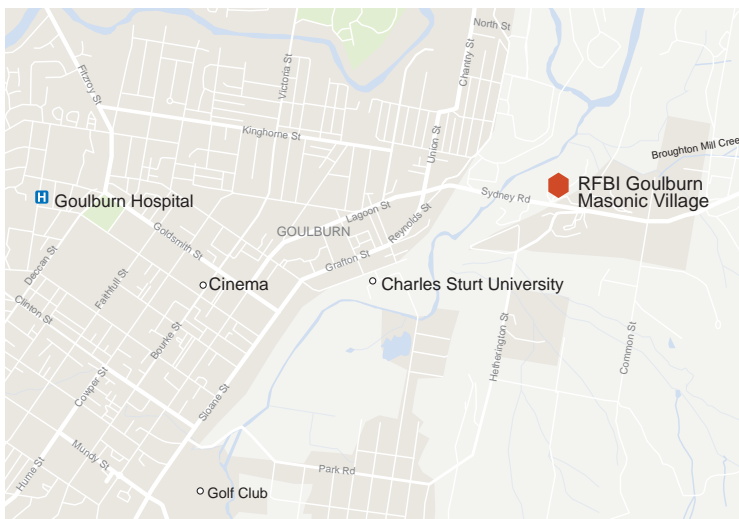 North St
Fitzroy St
Victoria St
Chantry St
Kinghorne St
Union St
Broughton Mill Cree
RFBI Goulburn
Masonic Village
Sydney Rd
H
Goulburn Hospital
Lagoon St
Reynolds St
GOULBURN
Goldsmith St
Grafton St
Deccan St
Faithfull St
Cinema
Charles Sturt University
Clinton St
Bourke St
Hetherington St
Common St
Cowper St
Sloane St
Mundy St
Hume St
Park Rd
Golf Club